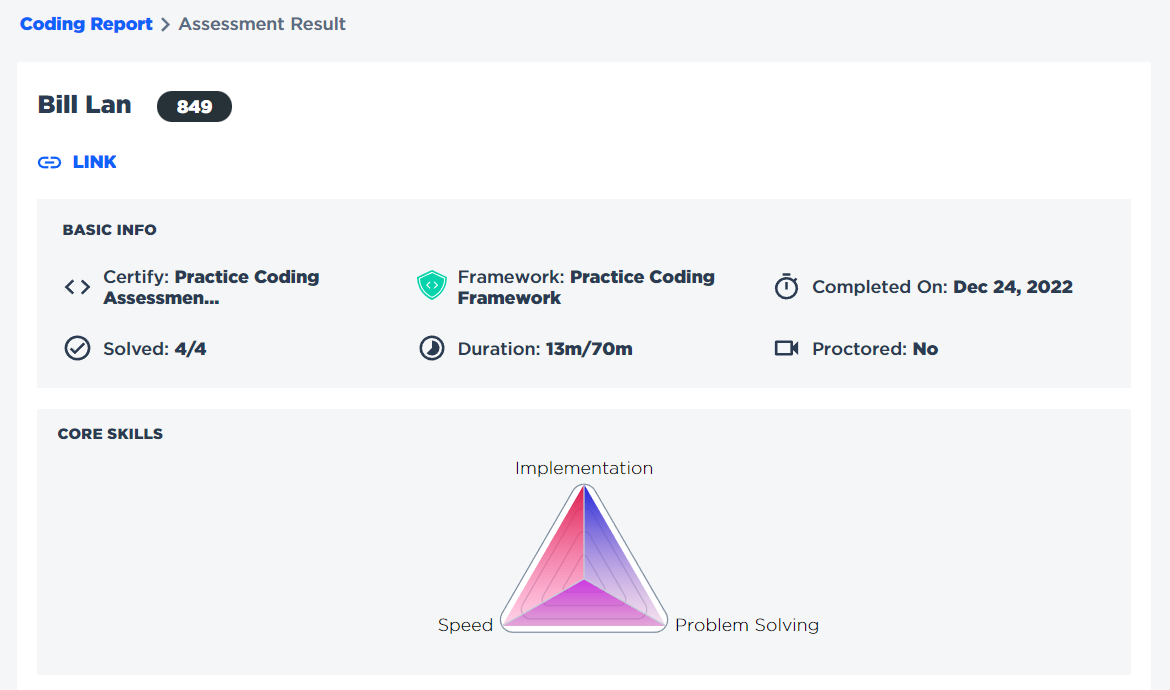 Coding Report > Assessment Result
Bill Lan 849
LINK
BASIC INFO
Certify: Practice Coding
Assessmen...
Framework: Practice Coding
Framework
Completed On: Dec 24, 2022
Solved: 4/4
Duration: 13m/70m
Proctored: No
CORE SKILLS
Implementation
Speed
Problem Solving